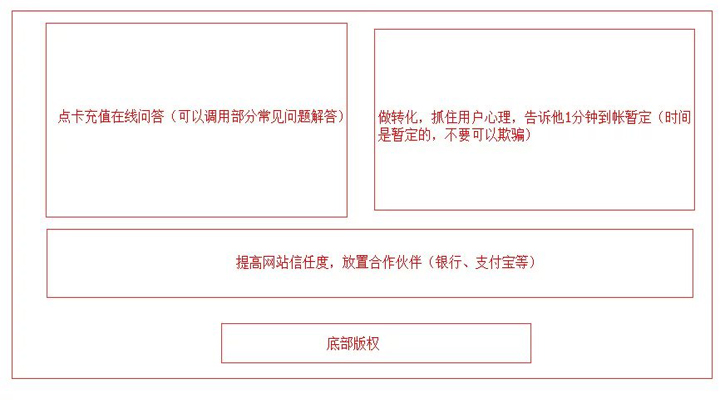 点卡充值在线问答（可以调用部分常见问题解答）
做转化，抓住用户心理，告诉他1分钟到帐暂定（时间
是暂定的，不要可以欺骗）
提高网站信任度，放置合作伙伴（银行、支付宝等）
底部版权